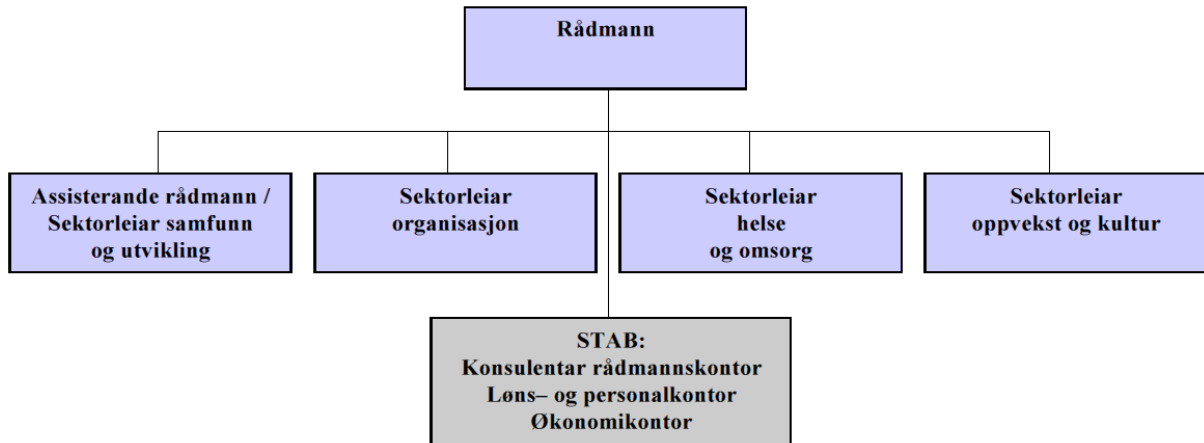 Rådmann
Assisterande rådmann /
Sektorleiar samfunn
og utvikling
Sektorleiar
organisasjon
Sektorleiar
helse
og omsorg
Sektorleiar
oppvekst og kultur
STAB:
Konsulentar rådmannskontor
Løns– og personalkontor
Økonomikontor